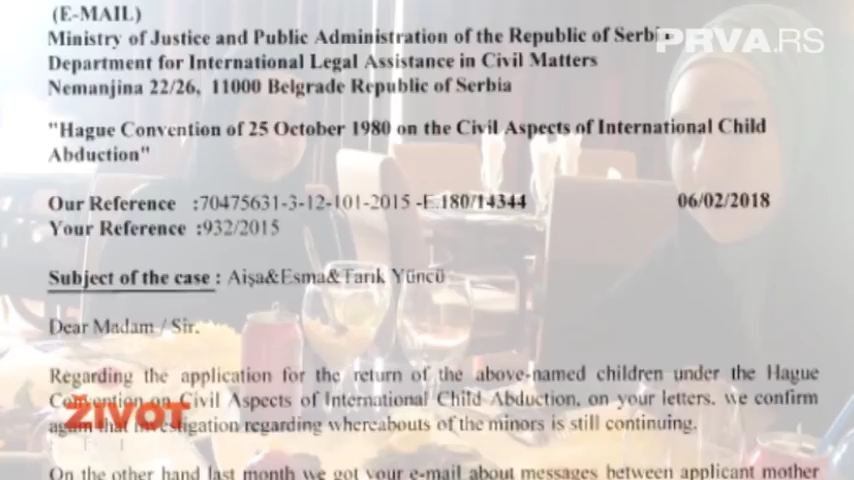 (E-MAIL)
Ministry of Justice and Public Administration of the Republic of Serbi
PRVA.RS
Department for International Legal Assistance in Civil Matters
Nemanjina 22/26, 11000 Belgrade Republic of Serbia
"Hague Convention of 25 October 1980 on the Civil Aspects of International Child
Abduction"
Our Reference :70475631-3-12-101-2015 -E.180/14344 06/02/2018
Your Reference :932/2015
Subject of the case : Aişa&Esma&Tarık Yüncü
Dear Madam / Sir.
Regarding the application for the return of the above-named children under the Hague
Convention on Civil Aspects of International Child Abduction, on your letters. we confirm
ŽIVOT
again that investigation regarding whereabouts of the minors is still continuing.
On the other hand last month we got your e-mail about messages between applicant mother